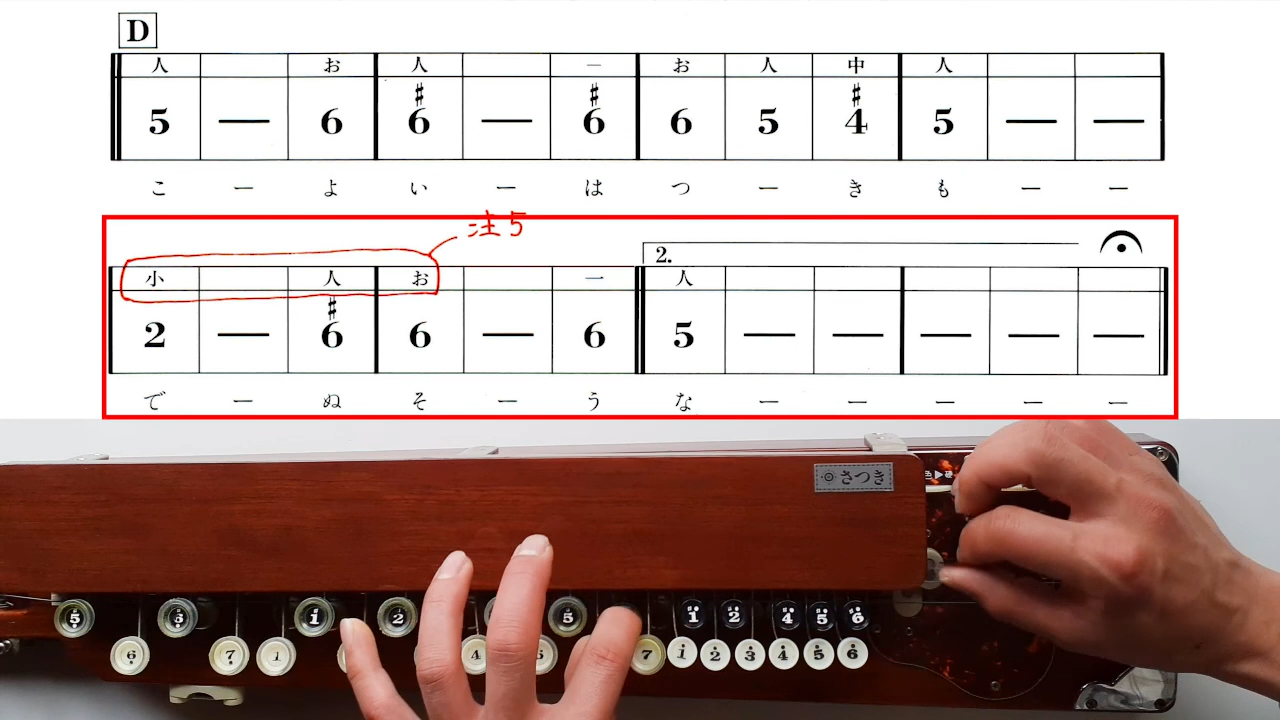 D
人 お 人 一 お 人 中 人
5 — 6 ♯6 — ♯6 6 5 ♯4 5 — —
こ ー よ い ー は つ ー き も ー ー
注5
2.
小 人 お 一 人
2 — ♯6 6 — 6 5 — — — — —
で ー ぬ そ ー う な ー ー ー ー ー
さつき
5 3 1 2 5 1 2 4 5 6
6 7 1 4 5 7 1 2 3 4 5 6